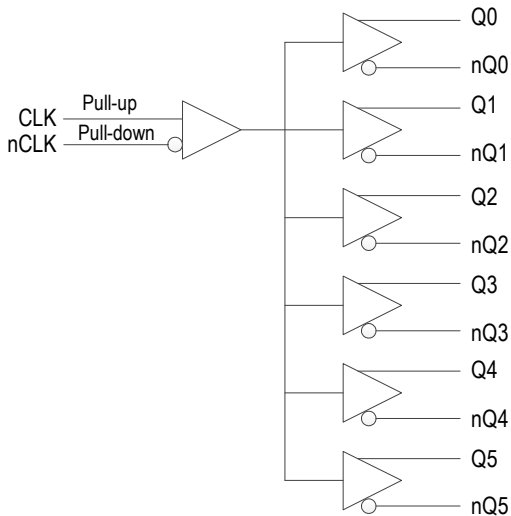 Q0
nQ0
CLK Pull-up
nCLK Pull-down
Q1
nQ1
Q2
nQ2
Q3
nQ3
Q4
nQ4
Q5
nQ5